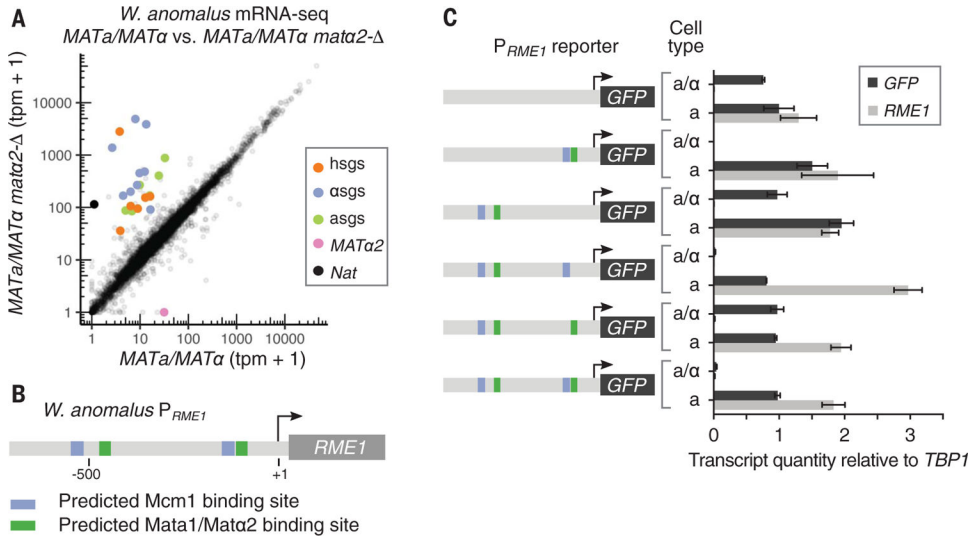 A
W. anomalus mRNA-seq
MATa/MATα vs. MATa/MATα matα2-Δ
MATa/MATα matα2-Δ (tpm + 1)
10000
1000
100
10
1
1
10
100
1000
10000
MATa/MATα (tpm + 1)
hsgs
αsgs
asgs
MATα2
Nat
B
W. anomalus PRME1
RME1
-500
+1
Predicted Mcm1 binding site
Predicted Mata1/Matα2 binding site
C
PRME1 reporter
Cell
type
GFP
a/α
a
GFP
a/α
a
GFP
a/α
a
GFP
a/α
a
GFP
a/α
a
GFP
a/α
a
GFP
RME1
0
1
2
3
Transcript quantity relative to TBP1